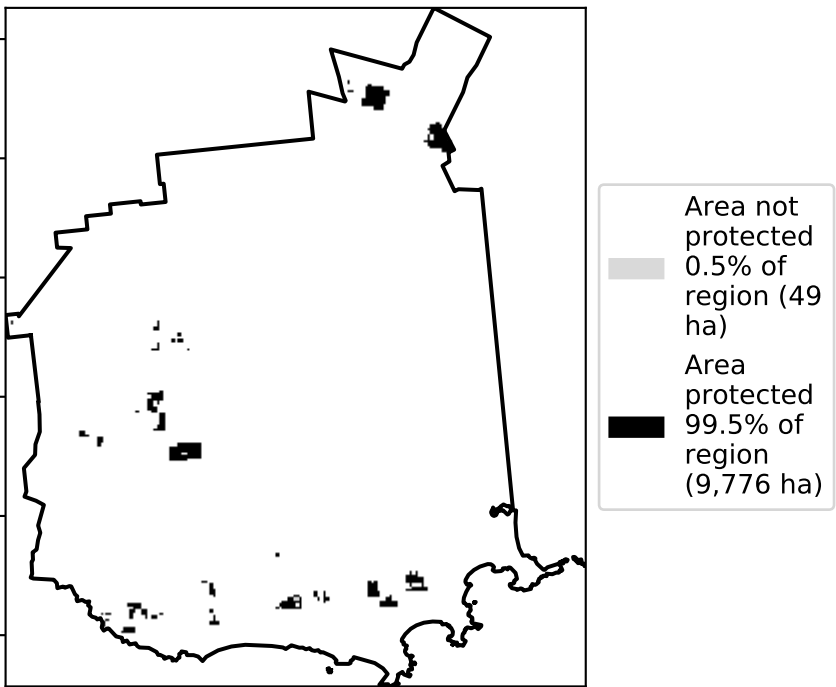 Area not
protected
0.5% of
region (49
ha)
Area
protected
99.5% of
region
(9,776 ha)